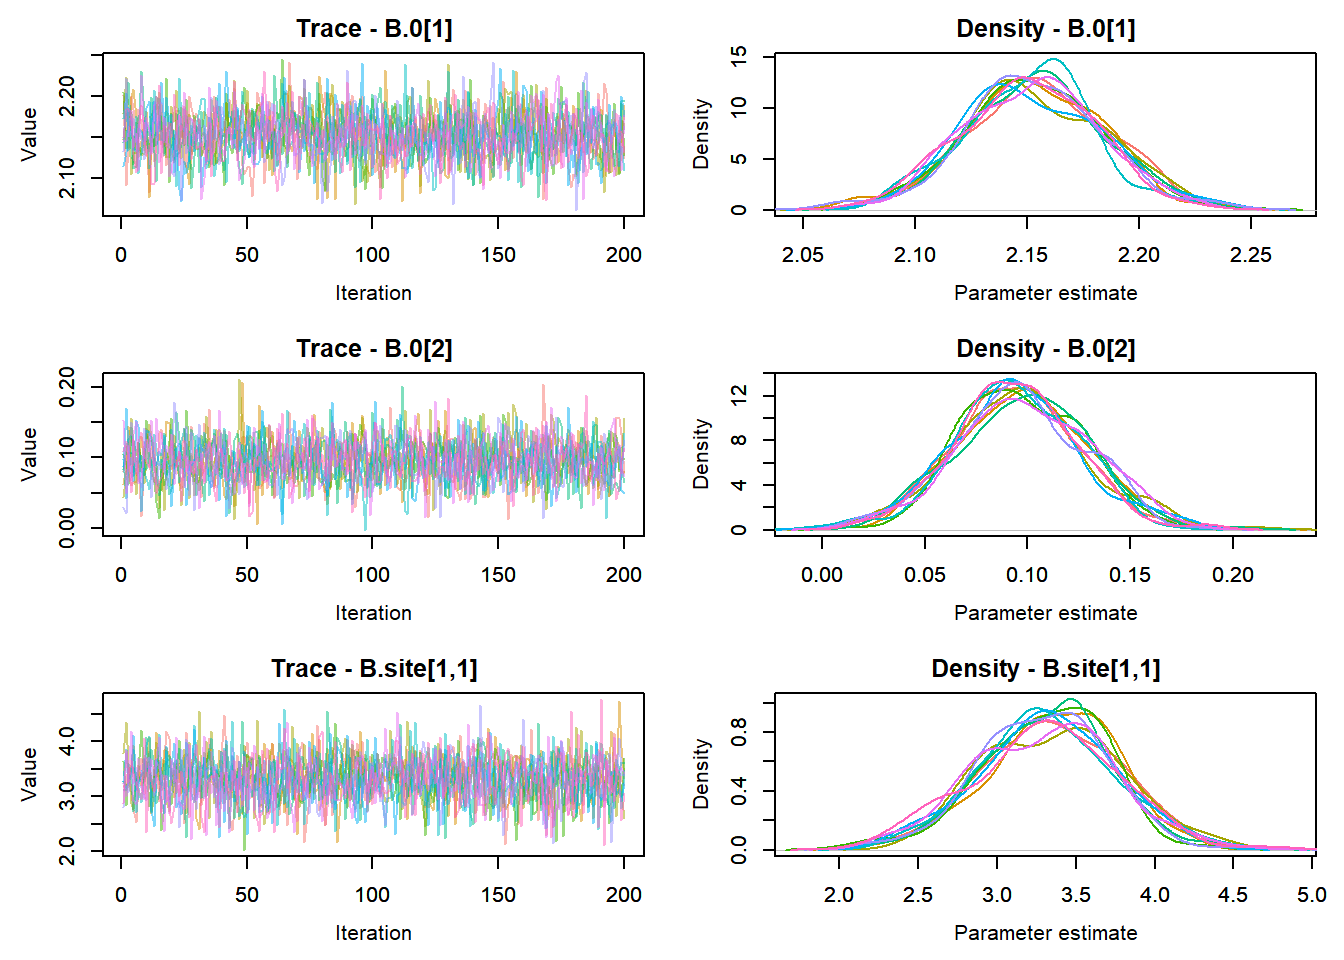 Trace - B.0[1]
Value
2.10 2.20
0 50 100 150 200
Iteration
Density - B.0[1]
Density
0 5 10 15
2.05 2.10 2.15 2.20 2.25
Parameter estimate
Trace - B.0[2]
Value
0.00 0.10 0.20
0 50 100 150 200
Iteration
Density - B.0[2]
Density
0 4 8 12
0.00 0.05 0.10 0.15 0.20
Parameter estimate
Trace - B.site[1,1]
Value
2.0 3.0 4.0
0 50 100 150 200
Iteration
Density - B.site[1,1]
Density
0.0 0.4 0.8
2.0 2.5 3.0 3.5 4.0 4.5 5.0
Parameter estimate